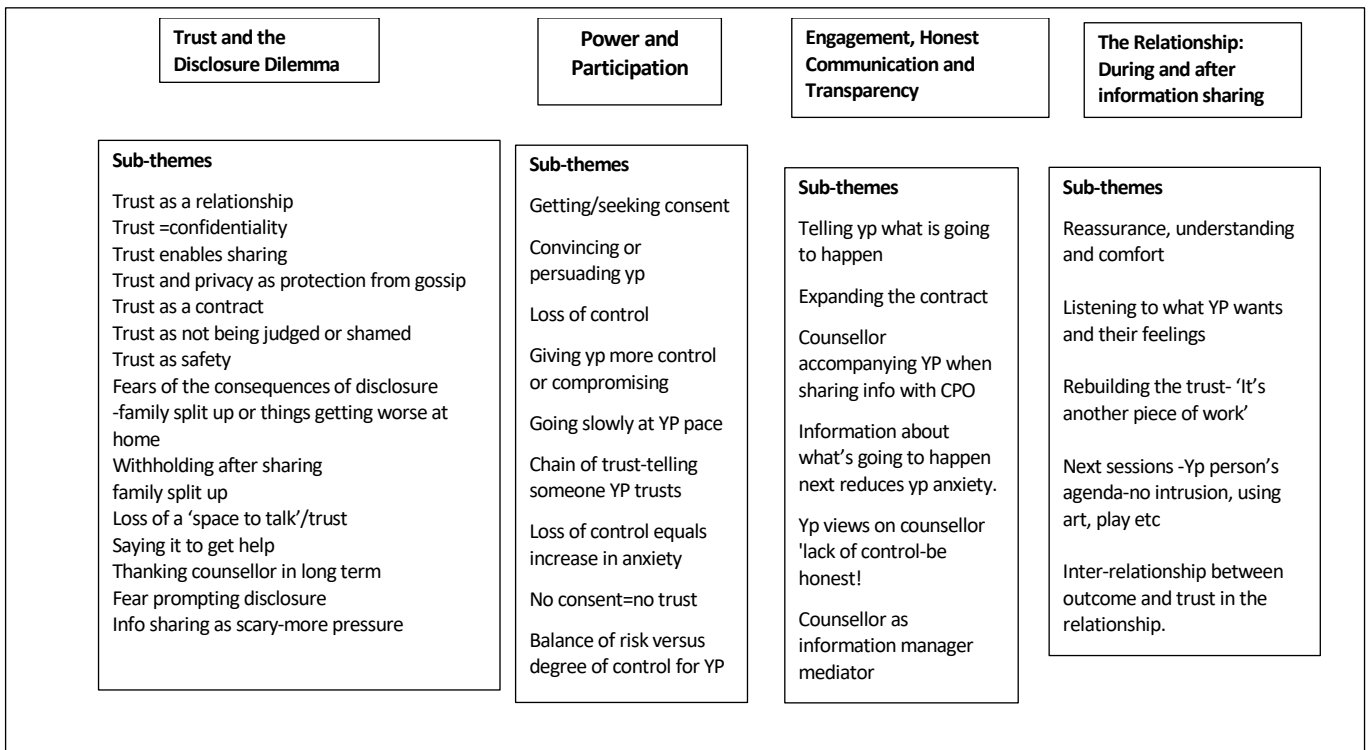 Trust and the
Disclosure Dilemma
Power and
Participation
Engagement, Honest
Communication and
Transparency
The Relationship:
During and after
information sharing
Sub-themes
Trust as a relationship
Trust =confidentiality
Trust enables sharing
Trust and privacy as protection from gossip
Trust as a contract
Trust as not being judged or shamed
Trust as safety
Fears of the consequences of disclosure
-family split up or things getting worse at
home
Withholding after sharing
family split up
Loss of a ‘space to talk’/trust
Saying it to get help
Thanking counsellor in long term
Fear prompting disclosure
Info sharing as scary-more pressure
Sub-themes
Getting/seeking consent
Convincing or
persuading yp
Loss of control
Giving yp more control
or compromising
Going slowly at YP pace
Chain of trust-telling
someone YP trusts
Loss of control equals
increase in anxiety
No consent=no trust
Balance of risk versus
degree of control for YP
Sub-themes
Telling yp what is going
to happen
Expanding the contract
Counsellor
accompanying YP when
sharing info with CPO
Information about
what’s going to happen
next reduces yp anxiety.
Yp views on counsellor
'lack of control-be
honest!
Counsellor as
information manager
mediator
Sub-themes
Reassurance, understanding
and comfort
Listening to what YP wants
and their feelings
Rebuilding the trust- ‘It’s
another piece of work’
Next sessions -Yp person’s
agenda-no intrusion, using
art, play etc
Inter-relationship between
outcome and trust in the
relationship.